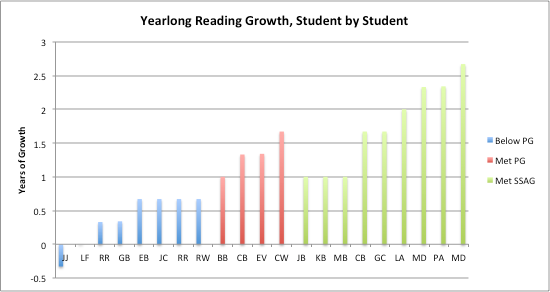 Yearlong Reading Growth, Student by Student
3
2.5
2
1.5
1
0.5
0
-0.5
Years of Growth
JJ LF RR GB EB JC RR RW BB CB EV CW JB KB MB CB GC LA MD PA MD
Below PG
Met PG
Met SSAG